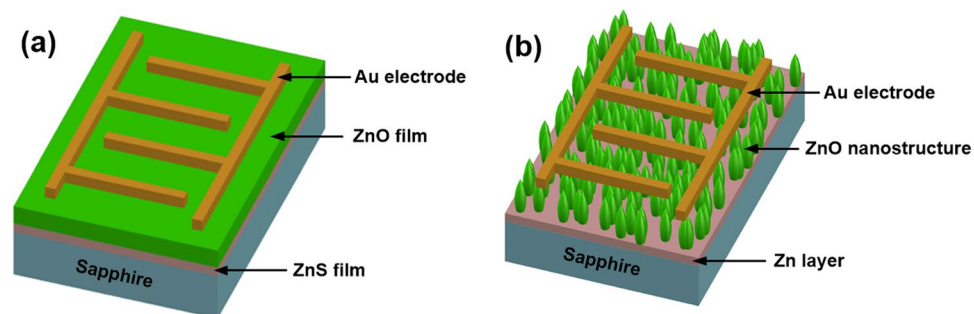 (a)
Au electrode
ZnO film
ZnS film
Sapphire
(b)
Au electrode
ZnO nanostructure
Zn layer
Sapphire